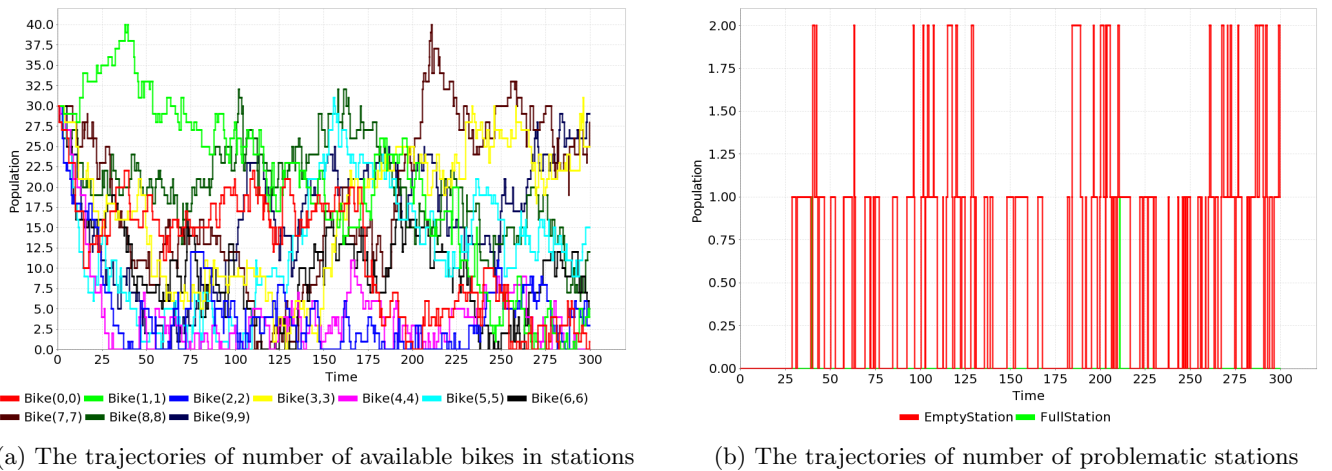 40.0
37.5
35.0
32.5
30.0
27.5
25.0
22.5
20.0
17.5
15.0
12.5
10.0
7.5
5.0
2.5
0.0
Population
0 25 50 75 100 125 150 175 200 225 250 275 300
Time
Bike(0,0) Bike(1,1) Bike(2,2) Bike(3,3) Bike(4,4) Bike(5,5) Bike(6,6)
Bike(7,7) Bike(8,8) Bike(9,9)
(a) The trajectories of number of available bikes in stations
2.00
1.75
1.50
1.25
1.00
0.75
0.50
0.25
0.00
Population
0 25 50 75 100 125 150 175 200 225 250 275 300
Time
EmptyStation FullStation
(b) The trajectories of number of problematic stations